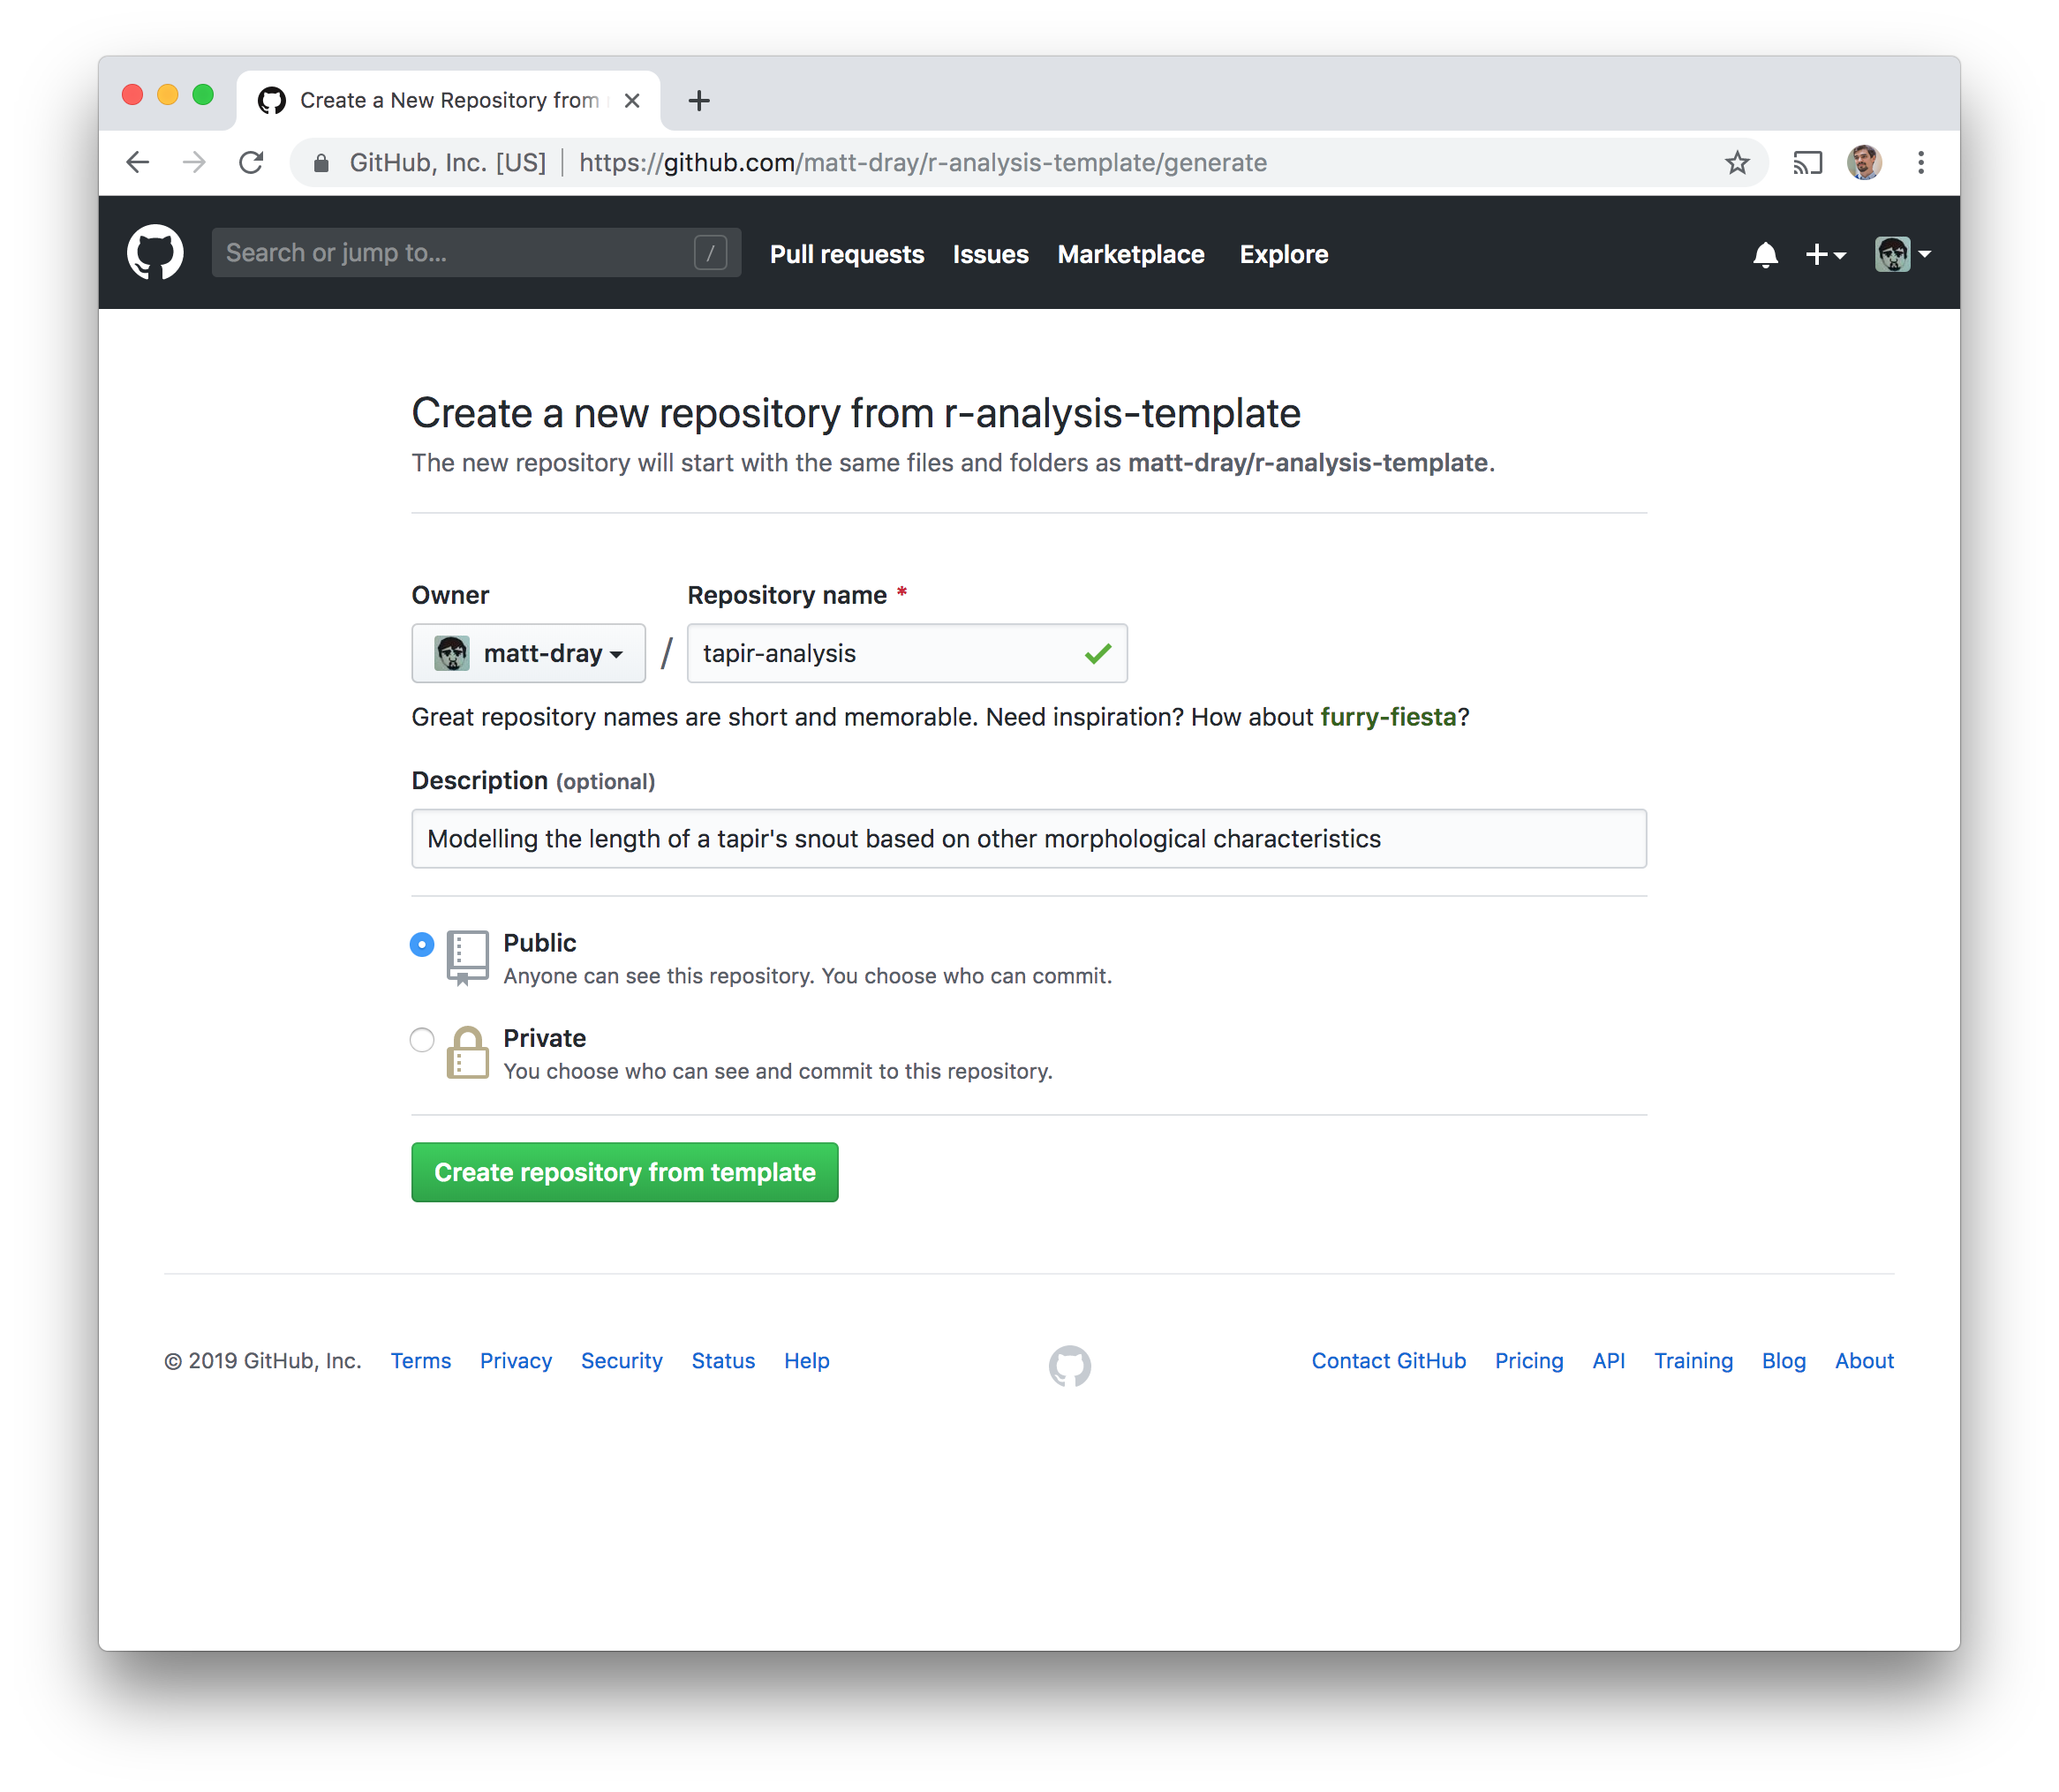 Create a New Repository from
GitHub, Inc. [US] | https://github.com/matt-dray/r-analysis-template/generate
Search or jump to... / Pull requests Issues Marketplace Explore
Create a new repository from r-analysis-template
The new repository will start with the same files and folders as matt-dray/r-analysis-template.
Owner Repository name *
matt-dray / tapir-analysis
Great repository names are short and memorable. Need inspiration? How about furry-fiesta?
Description (optional)
Modelling the length of a tapir's snout based on other morphological characteristics
Public
Anyone can see this repository. You choose who can commit.
Private
You choose who can see and commit to this repository.
Create repository from template
© 2019 GitHub, Inc. Terms Privacy Security Status Help Contact GitHub Pricing API Training Blog About